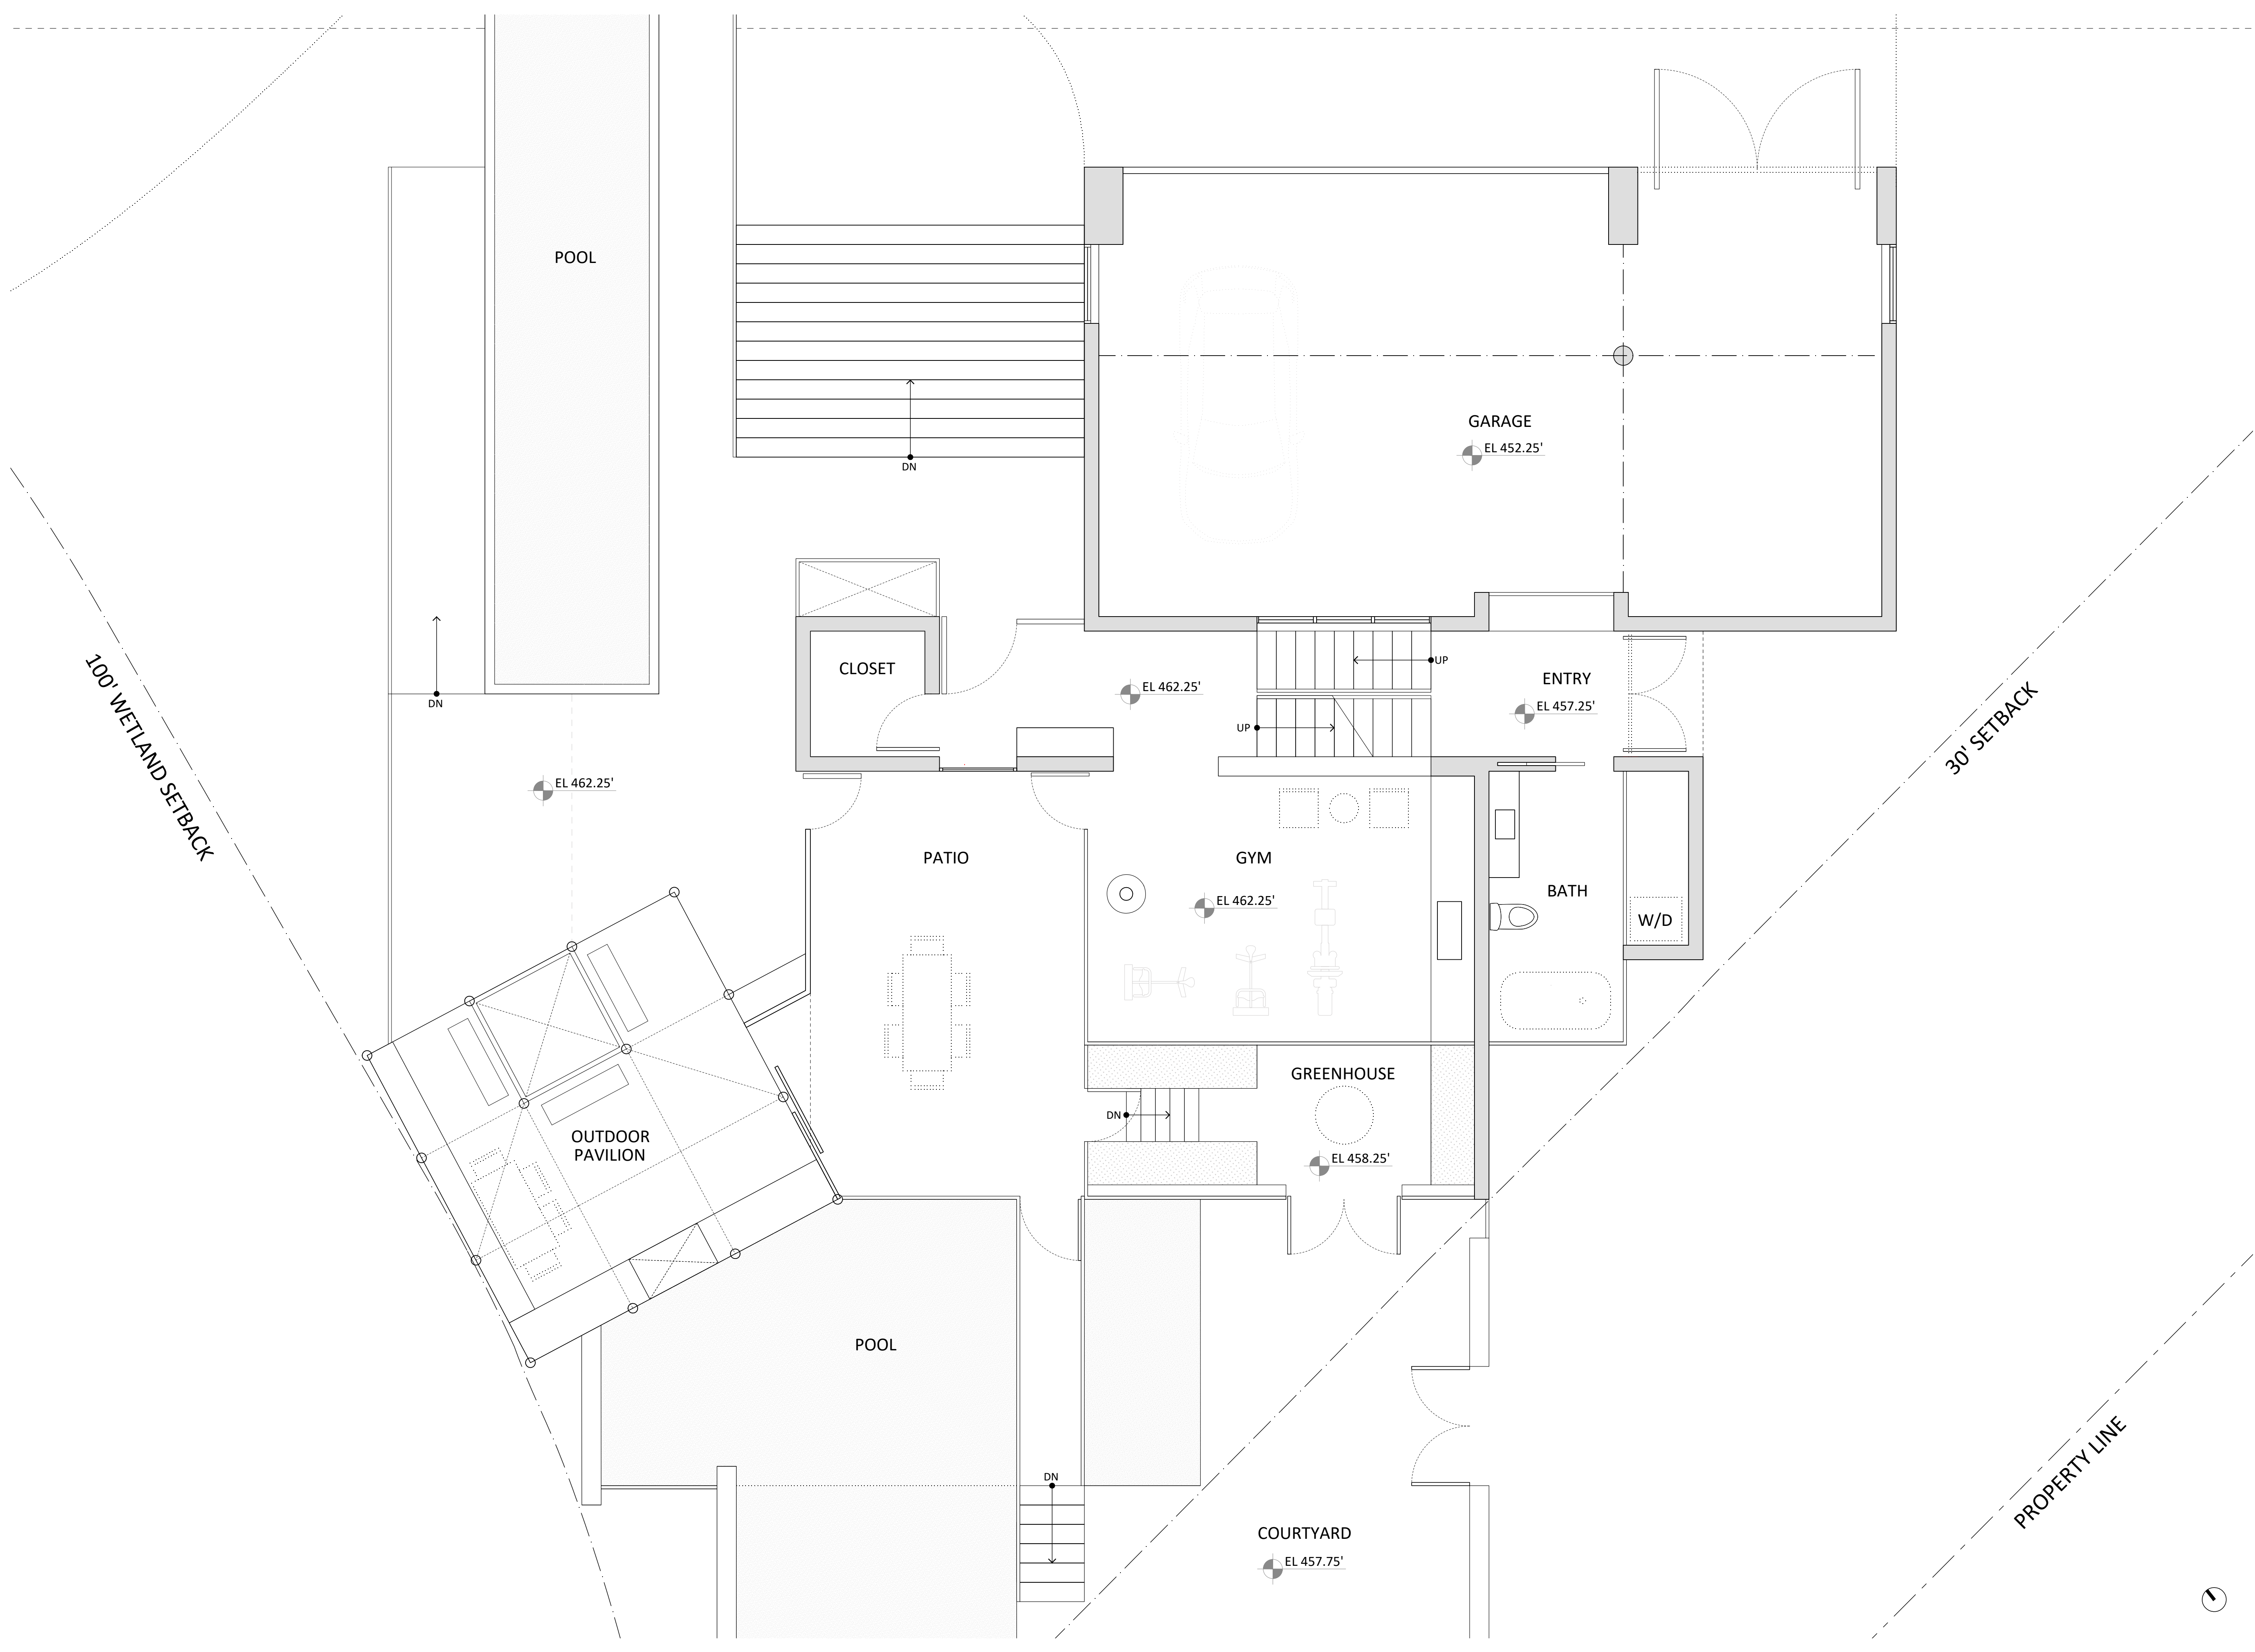 POOL
GARAGE
EL 452.25'
DN
CLOSET
UP
ENTRY
EL 462.25'
EL 457.25'
DN
UP
100' WETLAND SETBACK
30' SETBACK
EL 462.25'
PATIO
GYM
EL 462.25'
BATH
W/D
GREENHOUSE
DN
OUTDOOR
PAVILION
EL 458.25'
POOL
PROPERTY LINE
DN
COURTYARD
EL 457.75'